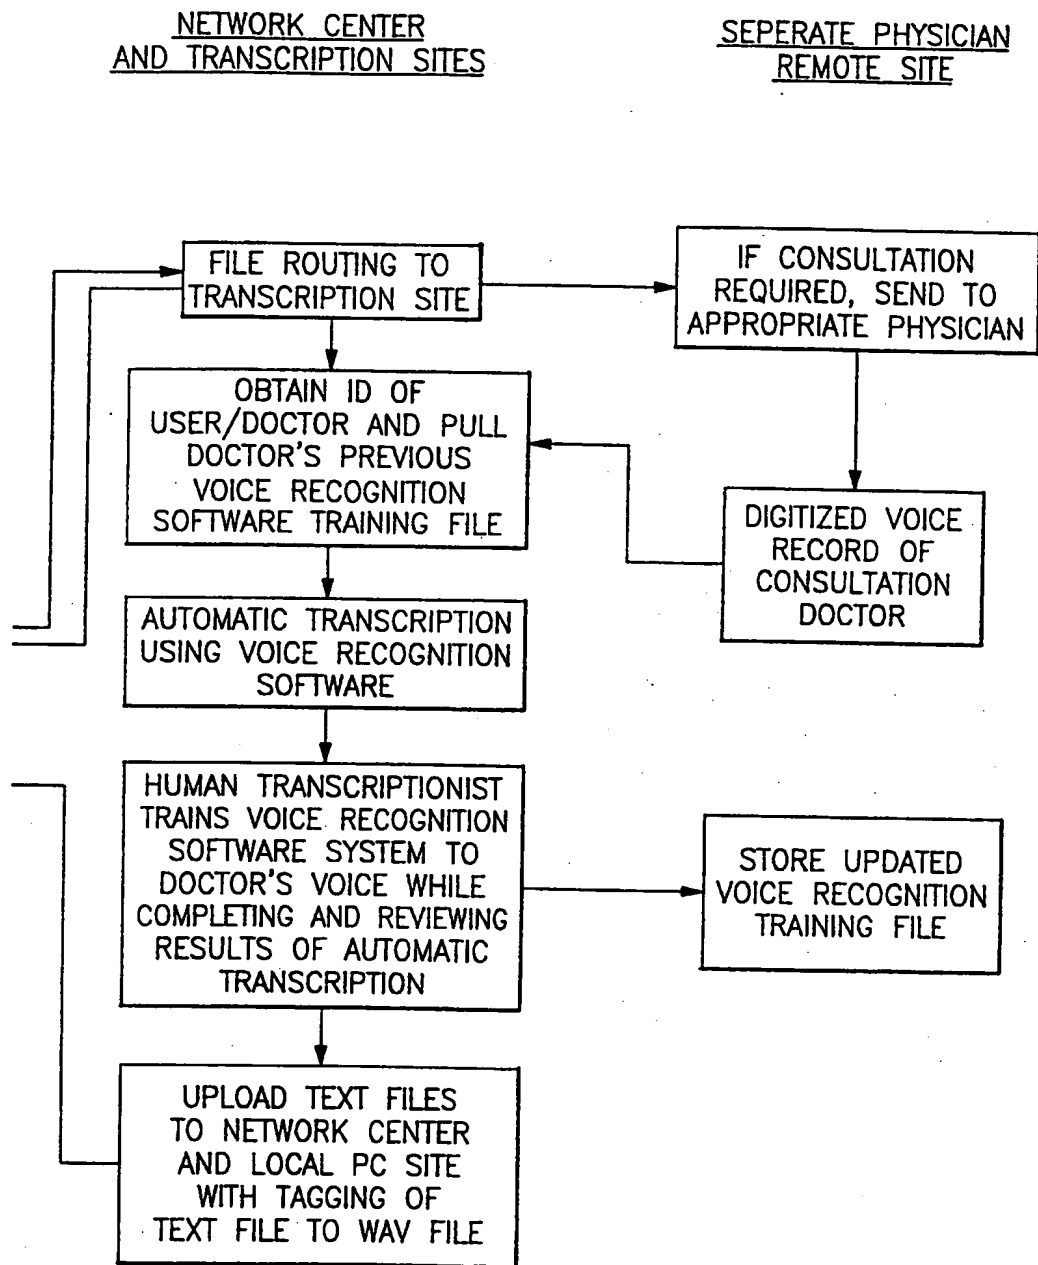 NETWORK CENTER
AND TRANSCRIPTION SITES
SEPERATE PHYSICIAN
REMOTE SITE
FILE ROUTING TO
TRANSCRIPTION SITE
IF CONSULTATION
REQUIRED, SEND TO
APPROPRIATE PHYSICIAN
OBTAIN ID OF
USER/DOCTOR AND PULL
DOCTOR'S PREVIOUS
VOICE RECOGNITION
SOFTWARE TRAINING FILE
DIGITIZED VOICE
RECORD OF
CONSULTATION
DOCTOR
AUTOMATIC TRANSCRIPTION
USING VOICE RECOGNITION
SOFTWARE
HUMAN TRANSCRIPTIONIST
TRAINS VOICE RECOGNITION
SOFTWARE SYSTEM TO
DOCTOR'S VOICE WHILE
COMPLETING AND REVIEWING
RESULTS OF AUTOMATIC
TRANSCRIPTION
STORE UPDATED
VOICE RECOGNITION
TRAINING FILE
UPLOAD TEXT FILES
TO NETWORK CENTER
AND LOCAL PC SITE
WITH TAGGING OF
TEXT FILE TO WAV FILE